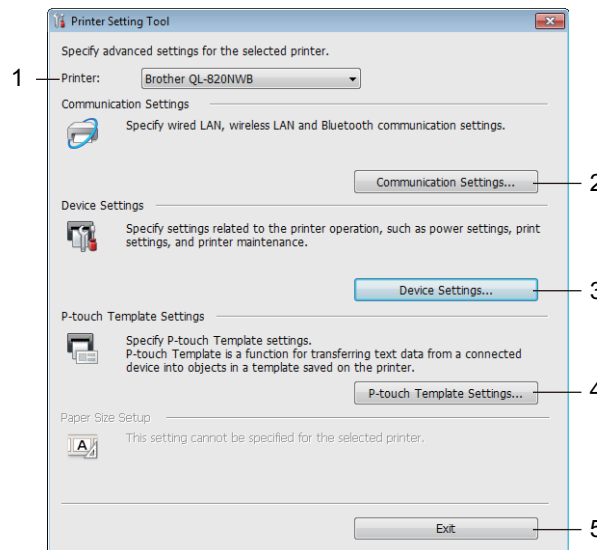 Printer Setting Tool
Specify advanced settings for the selected printer.
1
Printer:
Brother QL-820NWB
Communication Settings
Specify wired LAN, wireless LAN and Bluetooth communication settings.
Communication Settings...
2
Device Settings
Specify settings related to the printer operation, such as power settings, print
settings, and printer maintenance.
Device Settings...
3
P-touch Template Settings
Specify P-touch Template settings.
P-touch Template is a function for transferring text data from a connected
device into objects in a template saved on the printer.
P-touch Template Settings...
4
Paper Size Setup
This setting cannot be specified for the selected printer.
A
Exit
5